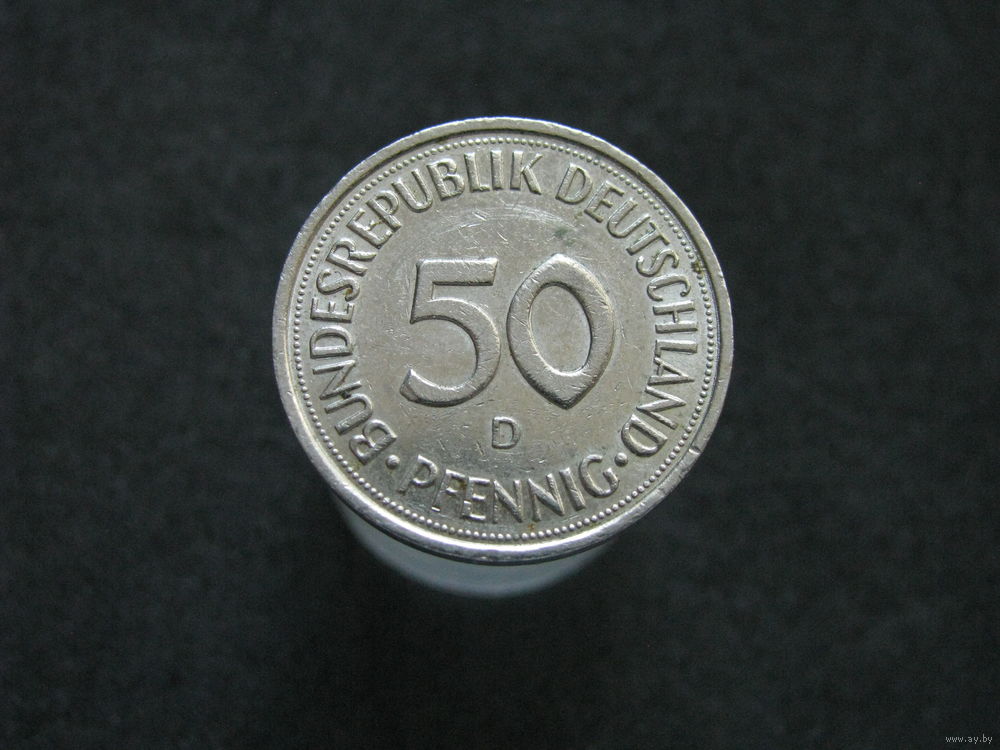 BUNDESREPUBLIK DEUTSCHLAND
50
D
• PFENNIG •
www.ay.by